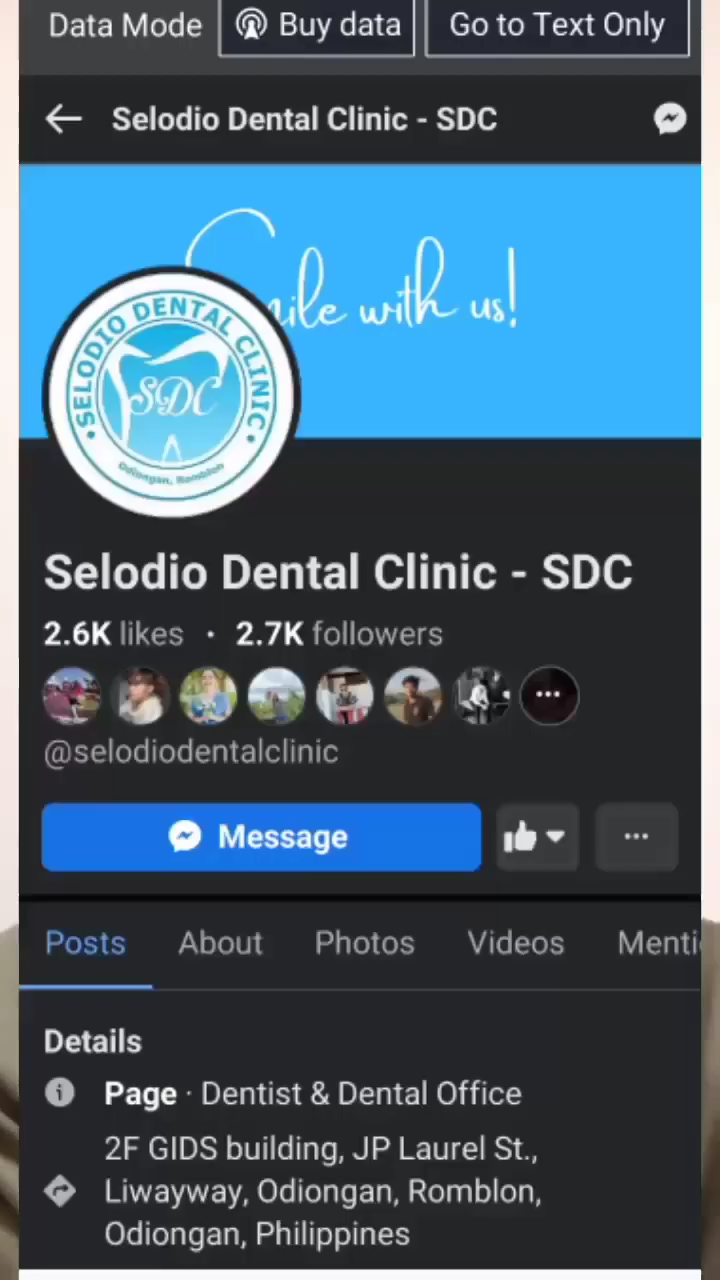 Data Mode
Buy data
Go to Text Only
Selodio Dental Clinic - SDC
mile with us!
SELODIO DENTAL CLINIC
SDC
Odiongan, Romblon
Selodio Dental Clinic - SDC
2.6K likes · 2.7K followers
@selodiodentalclinic
Message
Posts
About
Photos
Videos
Menti
Details
Page · Dentist & Dental Office
2F GIDS building, JP Laurel St.,
Liwayway, Odiongan, Romblon,
Odiongan, Philippines